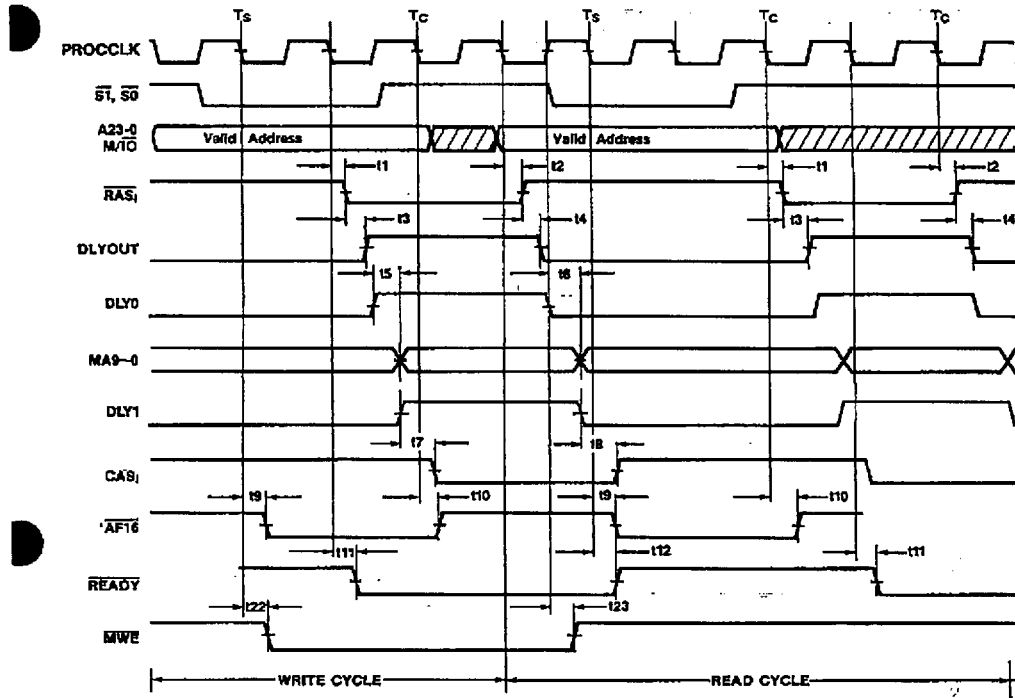 Ts Tc Ts Tc Tc
PROCCLK
S1, S0
A23-0 Valid Address Valid Address
M/IO
t1 t2 t1 t2
RASi
t3 t4 t3 t4
DLYOUT
t5 t6
DLY0
MA9-0
DLY1
t7 t8
CASi
t9 t10 t9 t10
AF16
t11 t12 t11
READY
t22 t23
MWE
WRITE CYCLE READ CYCLE